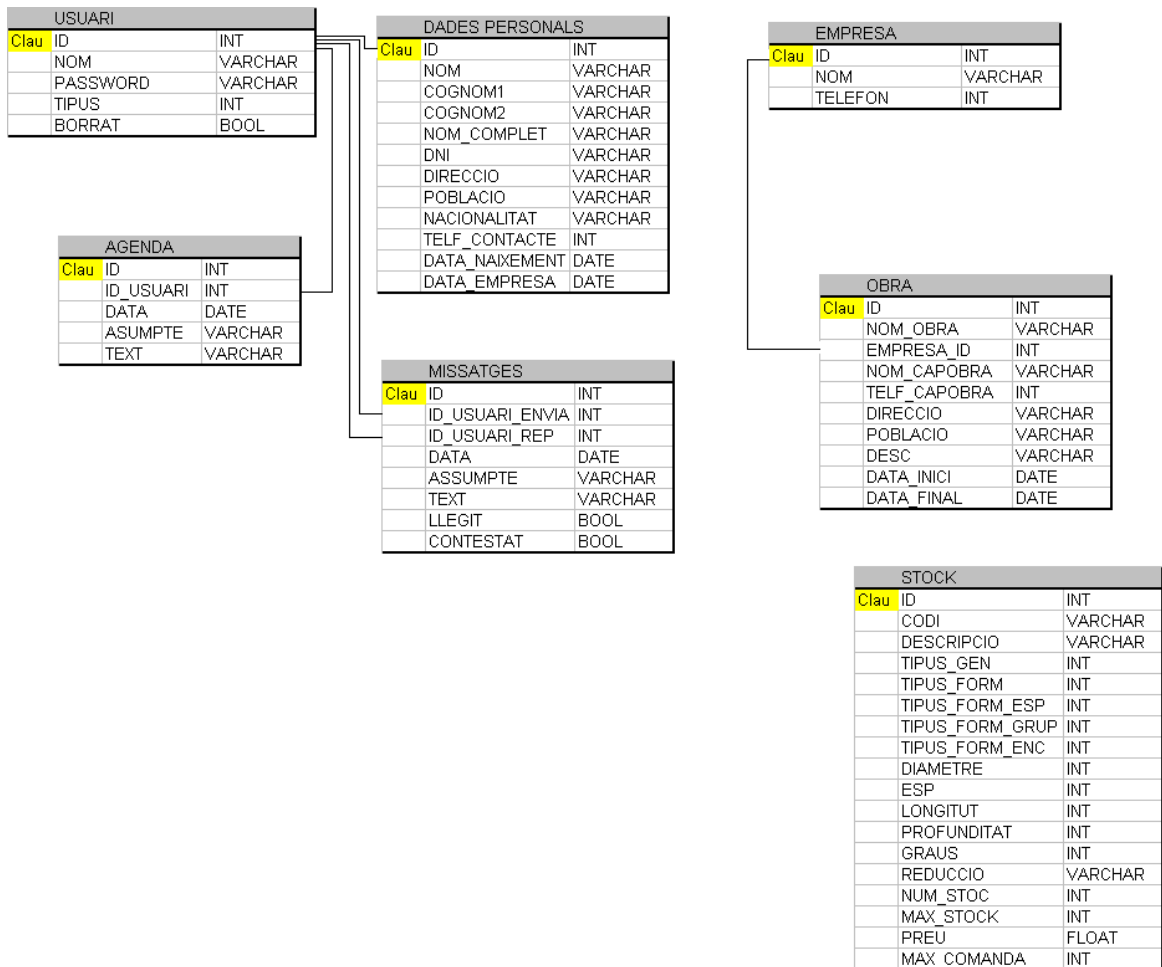 USUARI
Clau ID INT
NOM VARCHAR
PASSWORD VARCHAR
TIPUS INT
BORRAT BOOL
DADES PERSONALS
Clau ID INT
NOM VARCHAR
COGNOM1 VARCHAR
COGNOM2 VARCHAR
NOM_COMPLET VARCHAR
DNI VARCHAR
DIRECCIO VARCHAR
POBLACIO VARCHAR
NACIONALITAT VARCHAR
TELF_CONTACTE INT
DATA_NAIXEMENT DATE
DATA_EMPRESA DATE
EMPRESA
Clau ID INT
NOM VARCHAR
TELEFON INT
AGENDA
Clau ID INT
ID_USUARI INT
DATA DATE
ASUMPTE VARCHAR
TEXT VARCHAR
MISSATGES
Clau ID INT
ID_USUARI_ENVIA INT
ID_USUARI_REP INT
DATA DATE
ASSUMPTE VARCHAR
TEXT VARCHAR
LLEGIT BOOL
CONTESTAT BOOL
OBRA
Clau ID INT
NOM_OBRA VARCHAR
EMPRESA_ID INT
NOM_CAPOBRA VARCHAR
TELF_CAPOBRA INT
DIRECCIO VARCHAR
POBLACIO VARCHAR
DESC VARCHAR
DATA_INICI DATE
DATA_FINAL DATE
STOCK
Clau ID INT
CODI VARCHAR
DESCRIPCIO VARCHAR
TIPUS_GEN INT
TIPUS_FORM INT
TIPUS_FORM_ESP INT
TIPUS_FORM_GRUP INT
TIPUS_FORM_ENC INT
DIAMETRE INT
ESP INT
LONGITUT INT
PROFUNDITAT INT
GRAUS INT
REDUCCIO VARCHAR
NUM_STOC INT
MAX_STOCK INT
PREU FLOAT
MAX_COMANDA INT